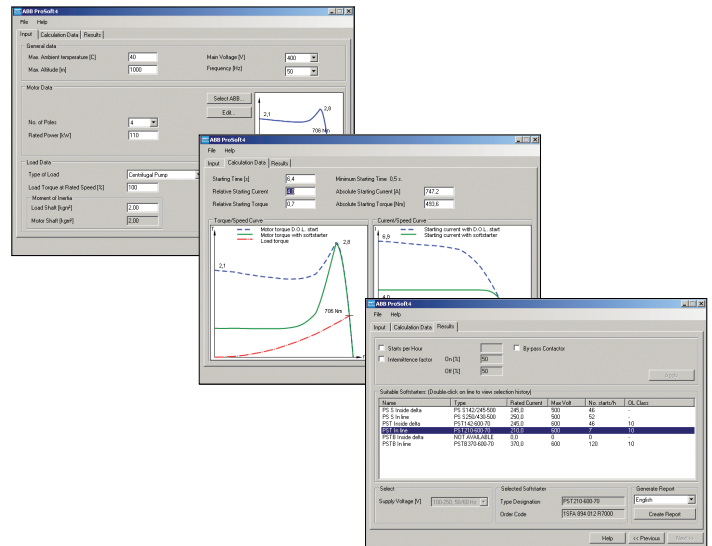 ABB ProSoft4
File Help
Input Calculation Data Results
General data
Max. Ambient temperature [C] 40 Main Voltage [V] 400
Max. Altitude [m] 1000 Frequency [Hz] 50
Motor Data
Select ABB...
Edit...
2,1 2,8
706 Nm
No. of Poles 4
Rated Power [kW] 110
Load Data
Type of Load Centrifugal Pump
Load Torque at Rated Speed [%] 100
Moment of Inertia
Load Shaft [kgm²] 2,00
Motor Shaft [kgm²] 2,00
ABB ProSoft4
File Help
Input Calculation Data Results
Starting Time [s] 6.4 Minimum Starting Time 0,5 s.
Relative Starting Current Absolute Starting Current [A] 747,2
Relative Starting Torque 0.7 Absolute Starting Torque [Nm] 493,6
Torque/Speed Curve
T
Motor torque D.O.L. start
Motor torque with softstarter
Load torque
2,8
2,1
706 Nm
Current/Speed Curve
I
Starting current with D.O.L. start
Starting current with softstarter
6,9
4,0
ABB ProSoft4
File Help
Input Calculation Data Results
Starts per Hour By-pass Contactor
Intermittence factor On [%] 50
Off [%] 50
Apply
Suitable Softstarters: (Double-click on line to view selection history)
Name Type Rated Current Max Volt No. starts/h OL Class
PS S Inside delta PS S142/245-500 245,0 500 46 -
PS S In line PS S250/430-500 250,0 500 52 -
PST Inside delta PST142-600-70 245,0 600 46 10
PST In line PST210-600-70 210,0 600 7 10
PSTB Inside delta NOT AVAILABLE 0,0 0 0 -
PSTB In line PSTB370-600-70 370,0 600 120 10
Select
Supply Voltage [V] 100-250, 50/60 Hz
Selected Softstarter
Type Designation PST210-600-70
Order Code 1SFA 894 012 R7000
Generate Report
English
Create Report
Help << Previous Next >>